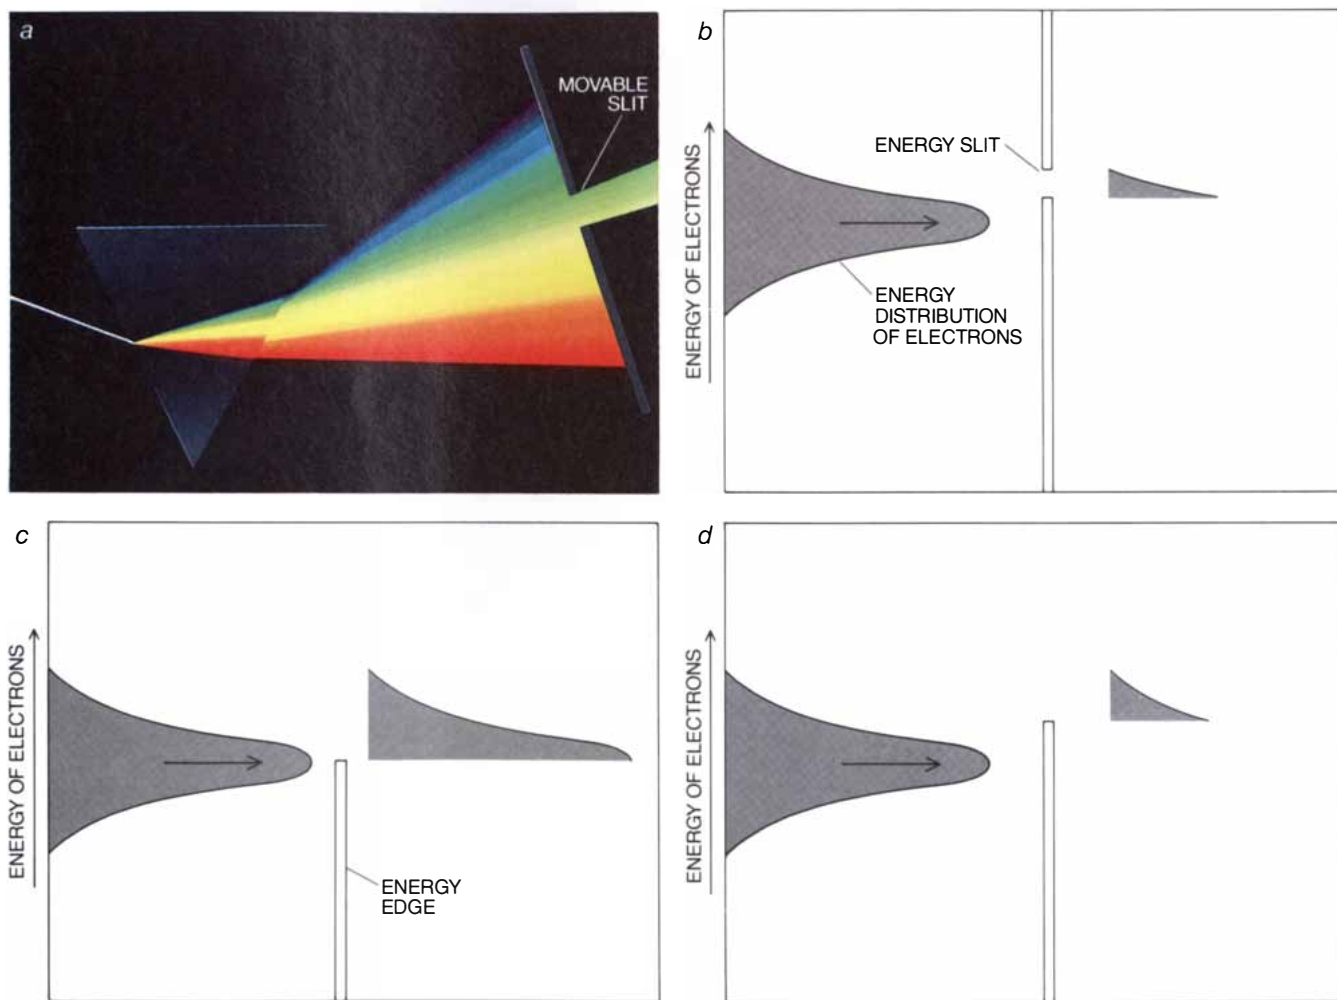 a
MOVABLE
SLIT
b
ENERGY OF ELECTRONS
ENERGY SLIT
ENERGY
DISTRIBUTION
OF ELECTRONS
c
ENERGY OF ELECTRONS
ENERGY
EDGE
d
ENERGY OF ELECTRONS